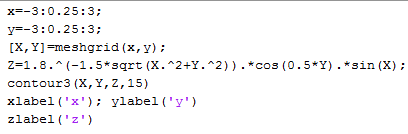 x=-3:0.25:3;
y=-3:0.25:3;
[X,Y]=meshgrid(x,y);
Z=1.8.^(-1.5*sqrt(X.^2+Y.^2)).*cos(0.5*Y).*sin(X);
contour3(X,Y,Z,15)
xlabel('x'); ylabel('y')
zlabel('z')